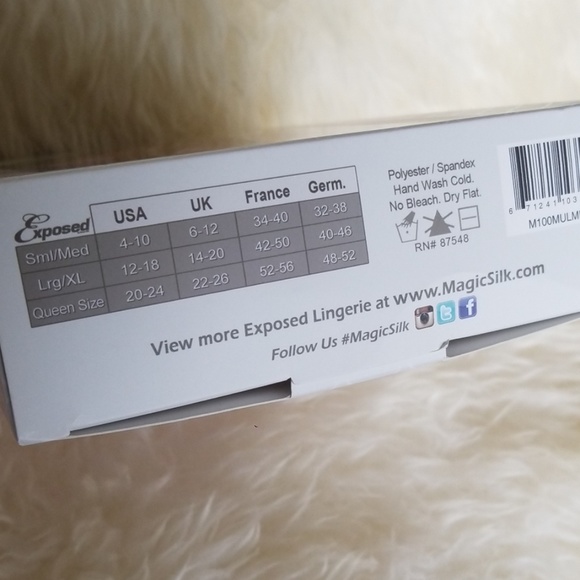 Exposed USA UK France Germ.
Sml/Med 4-10 6-12 34-40 32-38
Lrg/XL 12-18 14-20 42-50 40-46
Queen Size 20-24 22-26 52-56 48-52
Polyester / Spandex
Hand Wash Cold.
No Bleach. Dry Flat.
RN# 87548
6 71241 103
View more Exposed Lingerie at www.MagicSilk.com
Follow Us #MagicSilk